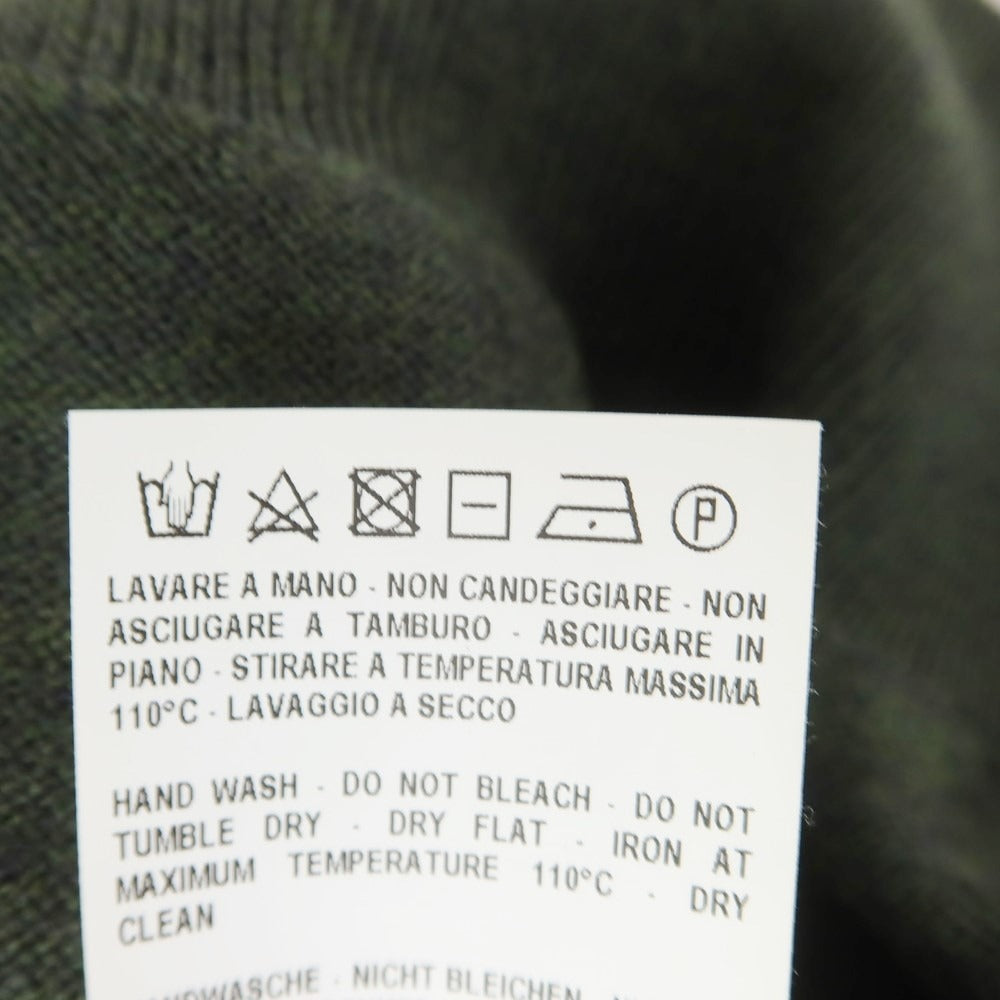 P
LAVARE A MANO - NON CANDEGGIARE - NON
ASCIUGARE A TAMBURO - ASCIUGARE IN
PIANO - STIRARE A TEMPERATURA MASSIMA
110°C - LAVAGGIO A SECCO
HAND WASH - DO NOT BLEACH - DO NOT
TUMBLE DRY - DRY FLAT - IRON AT
MAXIMUM TEMPERATURE 110°C - DRY
CLEAN
HANDWASCHE - NICHT BLEICHEN